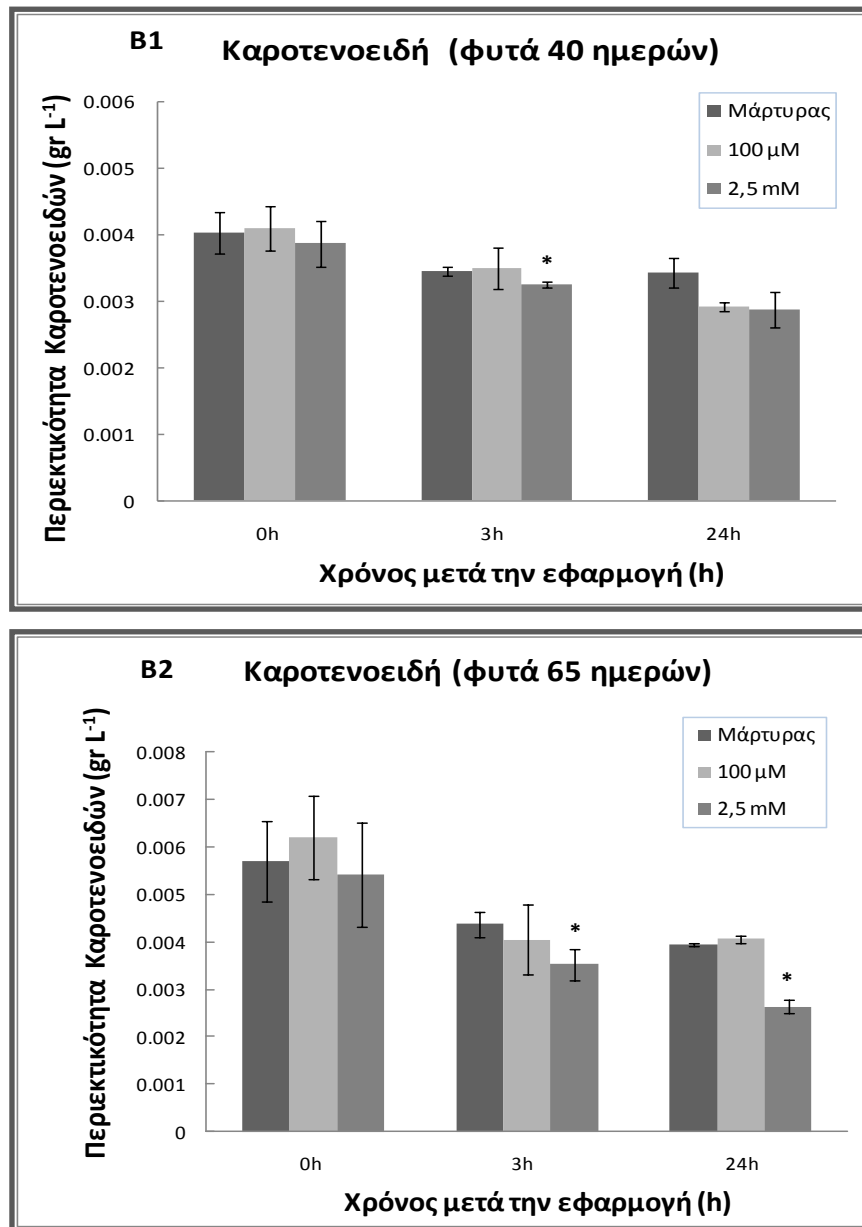 B1 Καροτενοειδή (φυτά 40 ημερών)
Περιεκτικότητα Καροτενοειδών (gr L-1)
0.006
0.005
0.004
0.003
0.002
0.001
0
Μάρτυρας
100 μM
2,5 mM
*
0h 3h 24h
Χρόνος μετά την εφαρμογή (h)
B2 Καροτενοειδή (φυτά 65 ημερών)
Περιεκτικότητα Καροτενοειδών (gr L-1)
0.008
0.007
0.006
0.005
0.004
0.003
0.002
0.001
0
Μάρτυρας
100 μM
2,5 mM
*
*
0h 3h 24h
Χρόνος μετά την εφαρμογή (h)